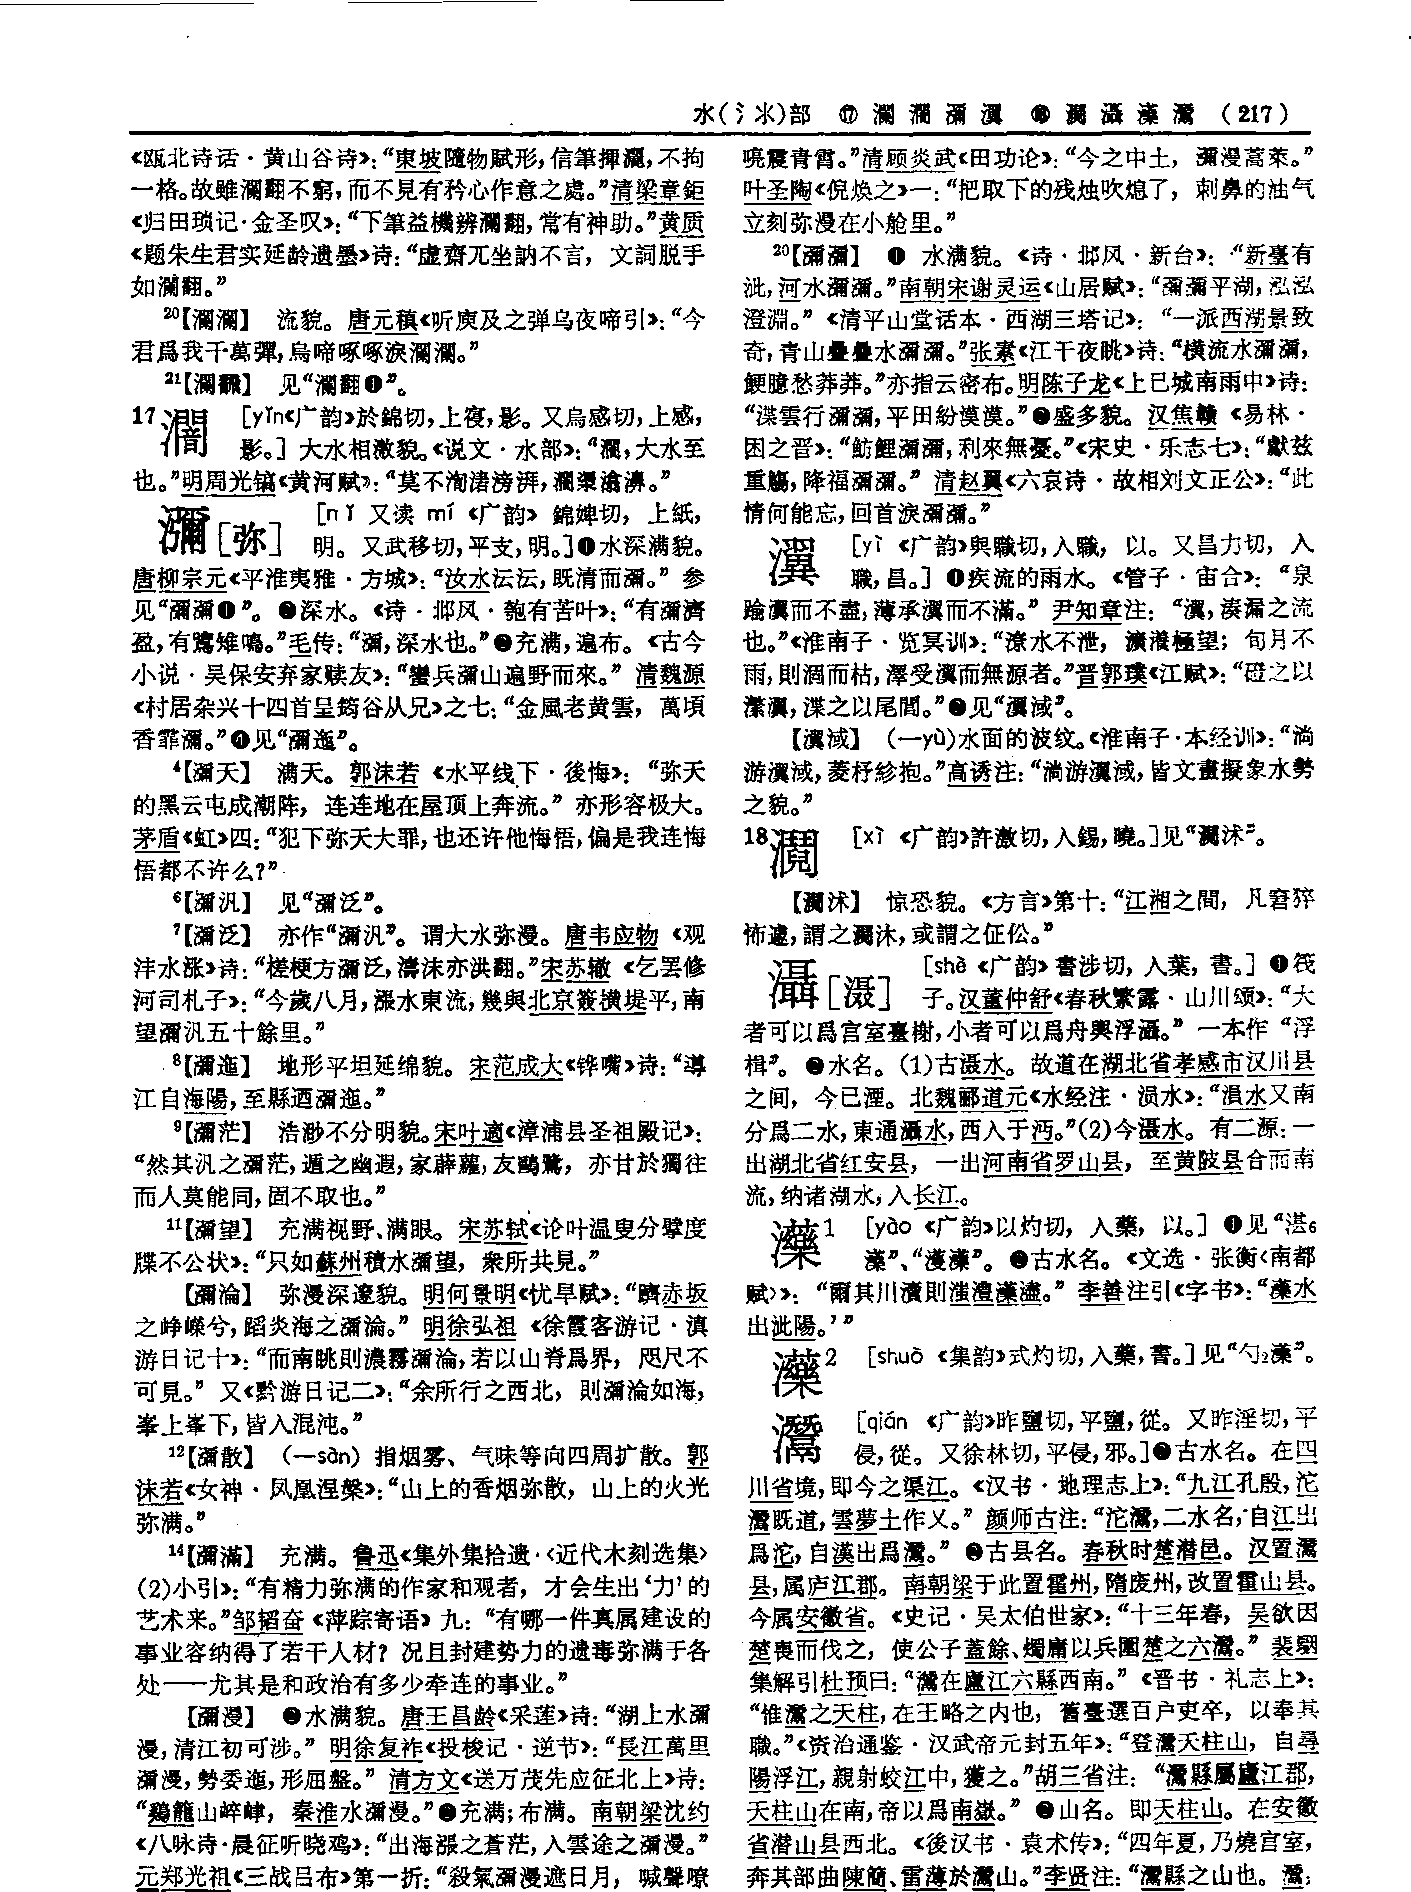 水(氵氺)部 ⑰ 瀾 灍 瀰 瀷 ⑱ 灊 (217)
《瓯北诗话·黄山谷诗》:“東坡隨物賦形,信筆揮灑,不拘
一格。故雖瀾翻不窮,而不見有矜心作意之處。”清梁章鉅
《归田琐记·金圣叹》:“下筆益機辨瀾翻,常有神助。”黄质
《题朱生君实延龄遗墨》诗:“虚齋兀坐訥不言,文詞脱手
如瀾翻。”
20【瀾瀾】 流貌。唐元稹《听庾及之弹乌夜啼引》:“今
君爲我千萬彈,烏啼啄啄淚瀾瀾。”
21【瀾飜】 见“瀾翻❶”。
17 [yǐn《广韵》於錦切,上寑,影。又烏感切,上感,
影。] 大水相激貌。《说文·水部》:“,大水至
也。”明周光镐《黄河赋》:“莫不洶渚滂湃,
瀰[弥] [nǐ 又读 mí 《广韵》 綿婢切,上紙,
明。又武移切,平支,明。]❶水深满貌。
唐柳宗元《平淮夷雅·方城》:“汝水沄沄,既清而瀰。” 参
见“瀰瀰❶”。❷深水。《诗·邶风·匏有苦叶》:“有瀰濟
盈,有鷕雉鳴。”毛传:“瀰,深水也。”❸充满,遍布。《古今
小说·吴保安弃家赎友》:“蠻兵瀰山遍野而來。” 清魏源
《村居杂兴十四首呈筠谷从兄》之七:“金風老黄雲,萬頃
香霏瀰。”❹见“瀰迤”。
4【瀰天】 满天。郭沫若《水平线下·後悔》:“弥天
的黑云屯成潮阵,连连地在屋顶上奔流。” 亦形容极大。
茅盾《虹》四:“犯下弥天大罪,也还许他悔悟,偏是我连悔
悟都不许么?”
6【瀰汎】 见“瀰泛”。
7【瀰泛】 亦作“瀰汎”。谓大水弥漫。唐韦应物《观
沣水涨》诗:“槎梗方瀰泛,濤沫亦洪翻。”宋苏辙《乞罢修
河司札子》:“今歲八月,漲水東流,幾與北京簽横堤平,南
望瀰汎五十餘里。”
8【瀰迤】 地形平坦延绵貌。宋范成大《铧嘴》诗:“導
江自海陽,至縣迺瀰迤。”
9【瀰茫】 浩渺不分明貌。宋叶適《漳浦县圣祖殿记》:
“然其汎之瀰茫,遁之幽遐,家薜蘿,友鷗鷺,亦甘於獨往
而人莫能同,固不取也。”
11【瀰望】 充满视野、满眼。宋苏轼《论叶温叟分擘度
牒不公状》:“只如蘇州積水瀰望,衆所共見。”
【瀰淪】 弥漫深邃貌。明何景明《忧旱赋》:“隮赤坂
之峥嵘兮,蹈炎海之瀰淪。” 明徐弘祖《徐霞客游记·滇
游日记十》:“而南眺則濃霧瀰淪,若以山脊爲界,咫尺不
可見。” 又《黔游日记二》:“余所行之西北,則瀰淪如海,
峯上峯下,皆入混沌。”
12【瀰散】 (—sàn) 指烟雾、气味等向四周扩散。郭
沫若《女神·凤凰涅槃》:“山上的香烟弥散,山上的火光
弥满。”
14【瀰滿】 充满。鲁迅《集外集拾遗·〈近代木刻选集〉
(2)小引》:“有精力弥满的作家和观者,才会生出‘力’的
艺术来。”邹韬奋《萍踪寄语》九:“有哪一件真属建设的
事业容纳得了若干人材?况且封建势力的遗毒弥满于各
处——尤其是和政治有多少牵连的事业。”
【瀰漫】 ❶水满貌。唐王昌龄《采莲》诗:“湖上水瀰
漫,清江初可涉。” 明徐复祚《投梭记·逆节》:“長江萬里
瀰漫,勢委迤,形屈盤。” 清方文《送万茂先应征北上》诗:
“鷄籠山崪嵂,秦淮水瀰漫。”❷充满;布满。南朝梁沈约
《八咏诗·晨征听晓鸡》:“出海漲之蒼茫,入雲途之瀰漫。”
元郑光祖《三战吕布》第一折:“殺氣瀰漫遮日月,喊聲嘹
喨震青霄。”清顾炎武《田功论》:“今之中土,瀰漫蒿萊。”
叶圣陶《倪焕之》一:“把取下的残烛吹熄了,刺鼻的油气
立刻弥漫在小舱里。”
20【瀰瀰】 ❶ 水满貌。《诗·邶风·新台》:“新臺有
泚,河水瀰瀰。”南朝宋谢灵运《山居赋》:“瀰瀰平湖,泓泓
澄淵。”《清平山堂话本·西湖三塔记》:“一派西湖景致
奇,青山疊疊水瀰瀰。”张素《江干夜眺》诗:“橫流水瀰瀰,
鯁臆愁莽莽。”亦指云密布。明陈子龙《上巳城南雨中》诗:
“渫雲行瀰瀰,平田紛漠漠。”❷盛多貌。汉焦赣《易林·
困之晋》:“魴鯉瀰瀰,利來無憂。”《宋史·乐志七》:“獻兹
重觴,降福瀰瀰。” 清赵翼《六哀诗·故相刘文正公》:“此
情何能忘,回首淚瀰瀰。”
瀷 [yì 《广韵》與職切,入職,以。又昌力切,入
職,昌。] ❶疾流的雨水。《管子·宙合》:“泉
踰瀷而不盡,薄承瀷而不滿。” 尹知章注:“瀷,湊漏之流
也。”《淮南子·览冥训》:“潦水不泄,瀇瀁極望;旬月不
雨,則涸而枯,澤受瀷而無源者。”晋郭璞《江赋》:“磴之以
瀿瀷,渫之以尾閭。”❷见“瀷淢”。
【瀷淢】 (—yù)水面的波纹。《淮南子·本经训》:“淌
游瀷淢,菱杼紾抱。”高诱注:“淌游瀷淢,皆文畫擬象水勢
之貌。”
18 [xì 《广韵》許激切,入錫,曉。]见“沭”。
【沭】 惊恐貌。《方言》第十:“江湘之間,凡窘猝
怖遽,謂之沭,或謂之征伀。”
灄[滠] [shè 《广韵》書涉切,入葉,書。] ❶筏
子。汉董仲舒《春秋繁露·山川颂》:“大
者可以爲宫室臺榭,小者可以爲舟輿浮灄。” 一本作 “浮
楫”。❷水名。(1)古滠水。故道在湖北省孝感市汉川县
之间,今已湮。北魏郦道元《水经注·涢水》:“溳水又南
分爲二水,東通灄水,西入于沔。”(2)今滠水。有二源:一
出湖北省红安县,一出河南省罗山县,至黄陂县合而南
流,纳诸湖水,入长江。
灤1 [yào 《广韵》以灼切,入藥,以。] ❶见“湛6
”、“”。❷古水名。《文选·张衡〈南都
赋〉》:“爾其川瀆則滍澧濜。” 李善注引《字书》:“水
出泚陽。’”
2 [shuò 《集韵》式灼切,入藥,書。]见“勺2”。
灊 [qián 《广韵》昨鹽切,平鹽,從。又昨淫切,平
侵,從。又徐林切,平侵,邪。]❶古水名。在四
川省境,即今之渠江。《汉书·地理志上》:“九江孔殷,沱
灊既道,雲夢土作乂。” 颜师古注:“沱灊,二水名,自江出
爲沱,自漢出爲灊。” ❷古县名。春秋时楚潜邑。汉置灊
县,属庐江郡。南朝梁于此置霍州,隋废州,改置霍山县。
今属安徽省。《史记·吴太伯世家》:“十三年春,吴欲因
楚喪而伐之,使公子蓋餘、燭庸以兵圍楚之六灊。” 裴駰
集解引杜预曰:“灊在廬江六縣西南。”《晋书·礼志上》:
“惟灊之天柱,在王略之内也,舊臺選百户吏卒,以奉其
職。”《资治通鉴·汉武帝元封五年》:“登灊天柱山,自尋
陽浮江,親射蛟江中,獲之。”胡三省注:“灊縣屬廬江郡,
天柱山在南,帝以爲南嶽。” ❸山名。即天柱山。在安徽
省潜山县西北。《後汉书·袁术传》:“四年夏,乃燒宫室,
奔其部曲陳簡、雷薄於灊山。”李贤注:“灊縣之山也。灊,